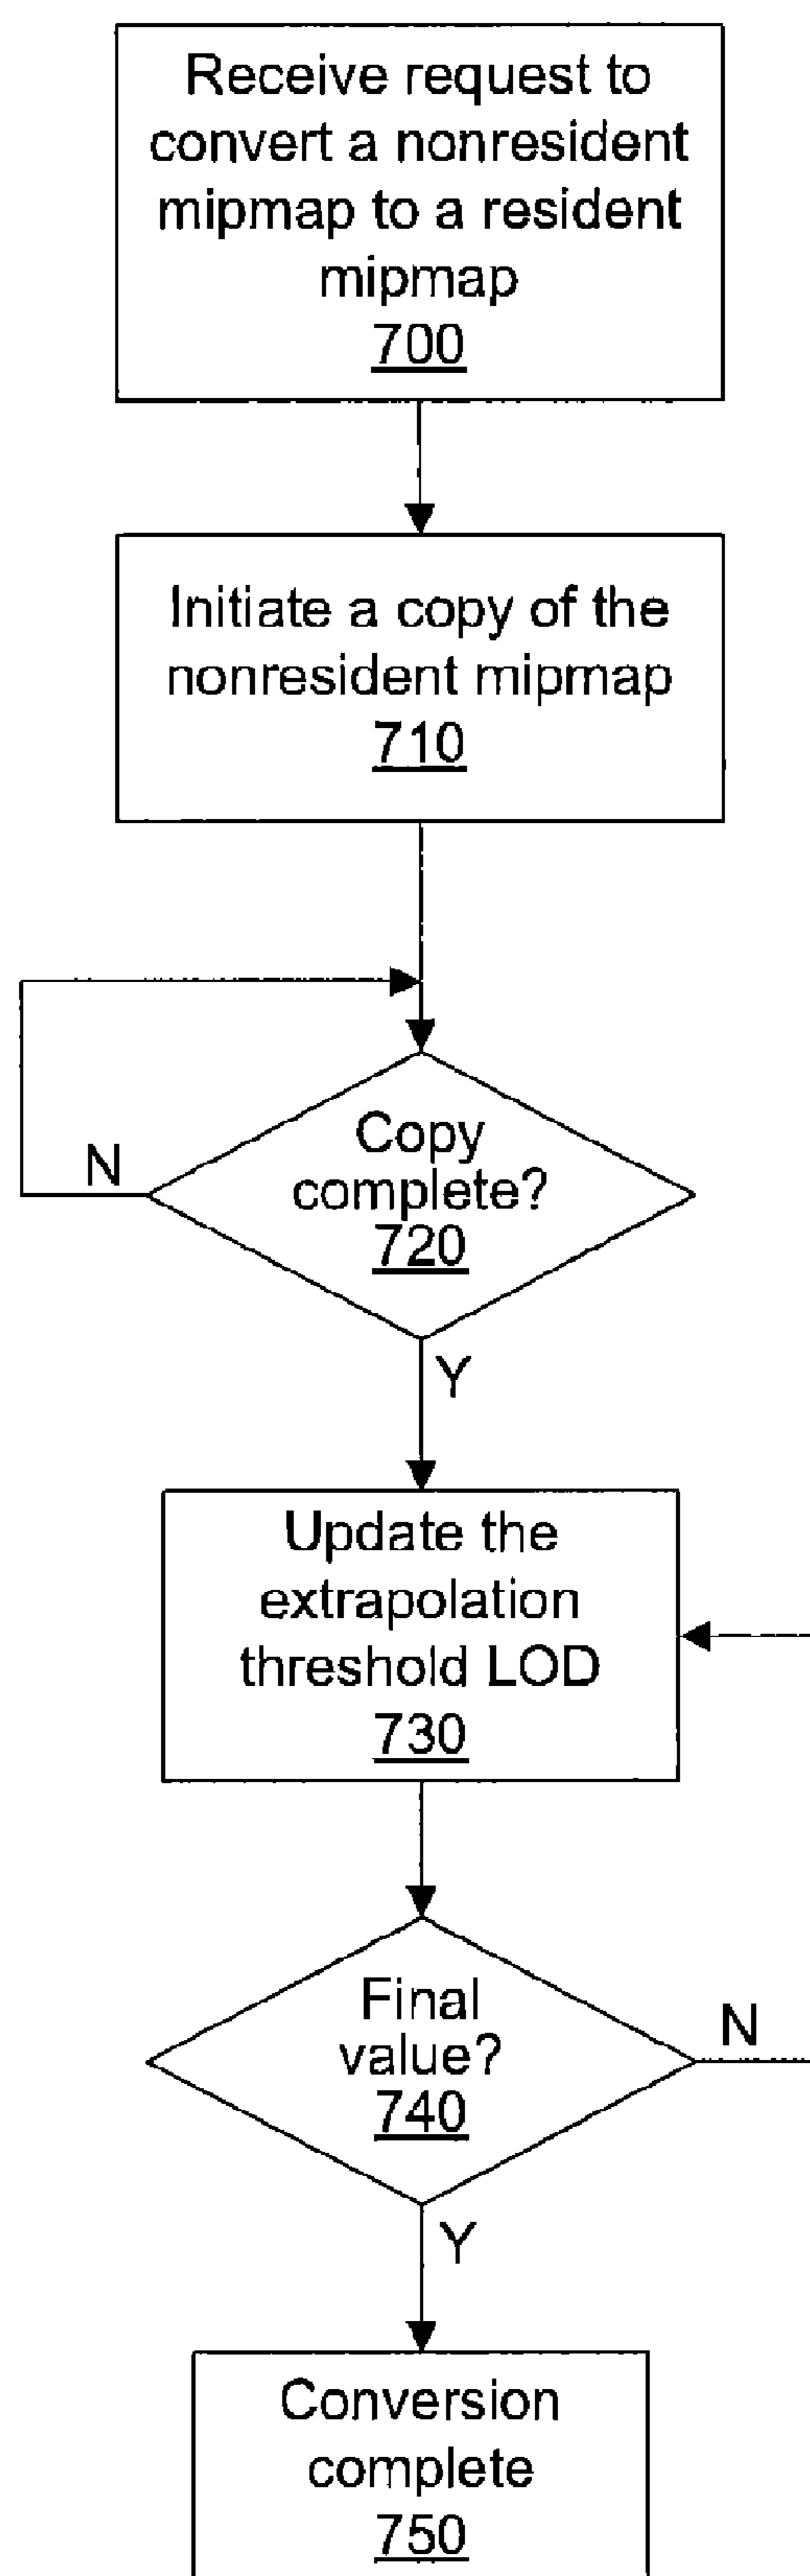 Receive request to
convert a nonresident
mipmap to a resident
mipmap
700
Initiate a copy of the
nonresident mipmap
710
Copy
complete?
720
N
Y
Update the
extrapolation
threshold LOD
730
Final
value?
740
N
Y
Conversion
complete
750